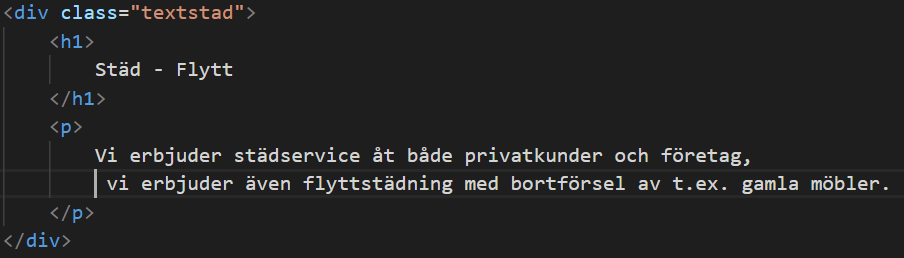 <div class="textstad">
<h1>
Städ - Flytt
</h1>
<p>
Vi erbjuder städservice åt både privatkunder och företag,
vi erbjuder även flyttstädning med bortförsel av t.ex. gamla möbler.
</p>
</div>